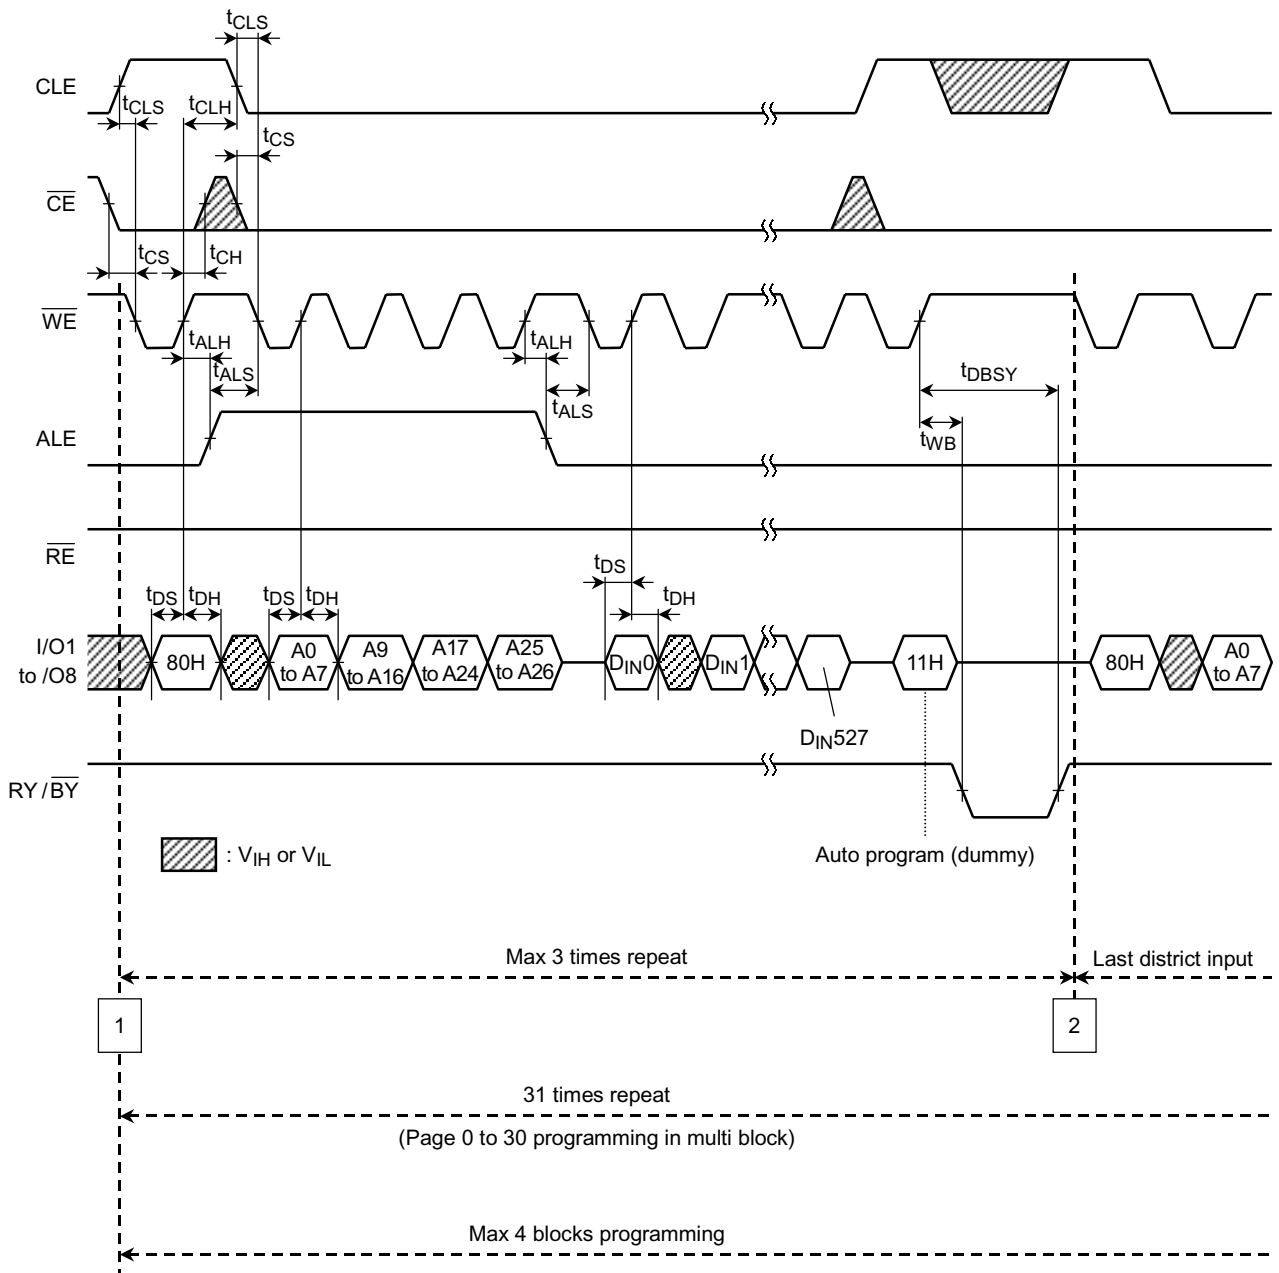 tCLS
CLE
tCLS
tCLH
tCS
CE
tCS
tCH
WE
tALH
tALH
tALS
tALS
tDBSY
tWB
ALE
RE
tDS
tDS
tDH
tDS
tDH
tDH
I/O1
to /O8
80H
A0
to A7
A9
to A16
A17
to A24
A25
to A26
DIN0
DIN1
11H
80H
A0
to A7
DIN527
RY/BY
: VIH or VIL
Auto program (dummy)
Max 3 times repeat
Last district input
1
2
31 times repeat
(Page 0 to 30 programming in multi block)
Max 4 blocks programming